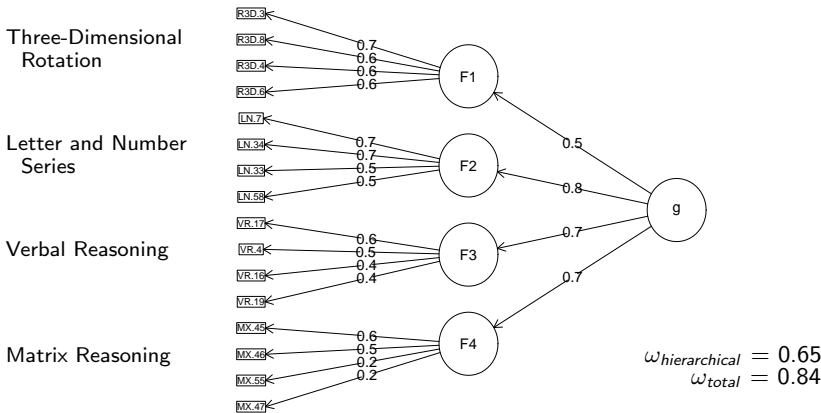 Three-Dimensional
Rotation
R3D.3
R3D.8
R3D.4
R3D.6
0.7
0.6
0.6
0.6
F1
Letter and Number
Series
LN.7
LN.34
LN.33
LN.58
0.7
0.7
0.5
0.5
F2
Verbal Reasoning
VR.17
VR.4
VR.16
VR.19
0.6
0.5
0.4
0.4
F3
Matrix Reasoning
MX.45
MX.46
MX.55
MX.47
0.6
0.5
0.2
0.2
F4
0.5
0.8
0.7
0.7
g
ω_hierarchical = 0.65
ω_total = 0.84